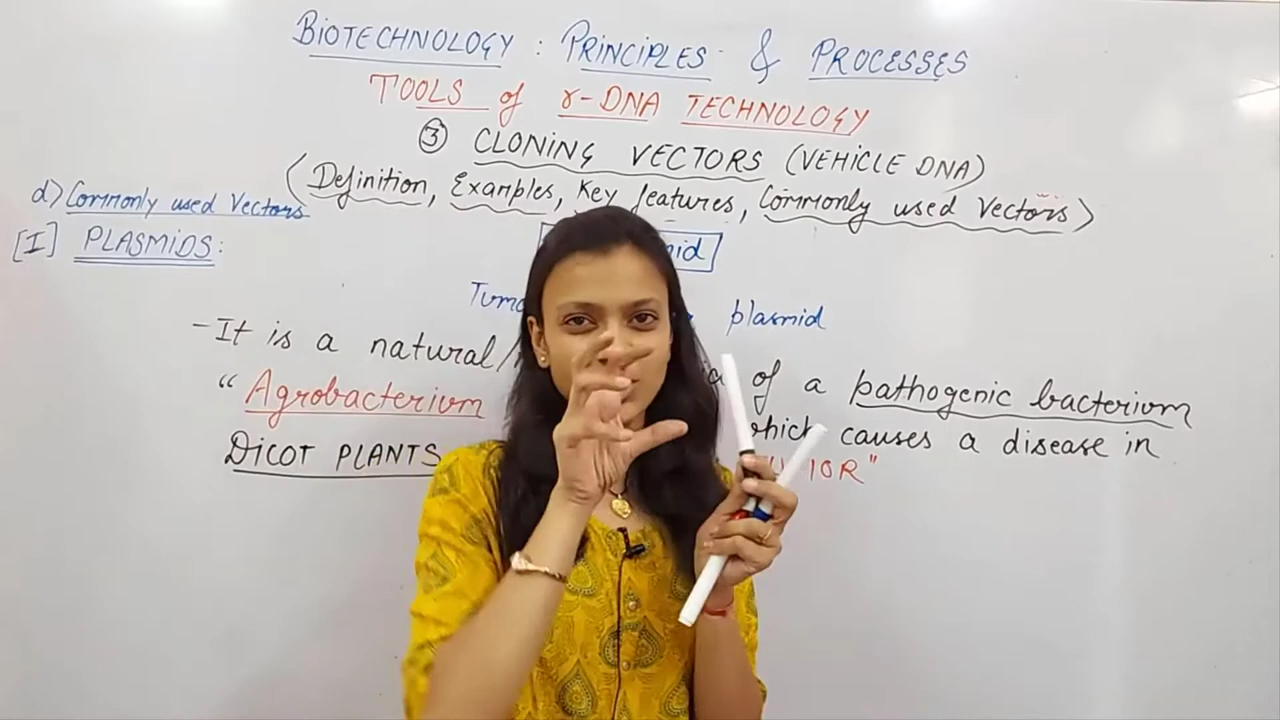 BIOTECHNOLOGY : PRINCIPLES & PROCESSES
TOOLS of r-DNA TECHNOLOGY
③ CLONING VECTORS (VEHICLE DNA)
(Definition, Examples, Key features, Commonly used Vectors)
d) Commonly used Vectors
[I] PLASMIDS:
plasmid
- It is a natural/
of a pathogenic bacterium
“ Agrobacterium
which causes a disease in
DICOT PLANTS